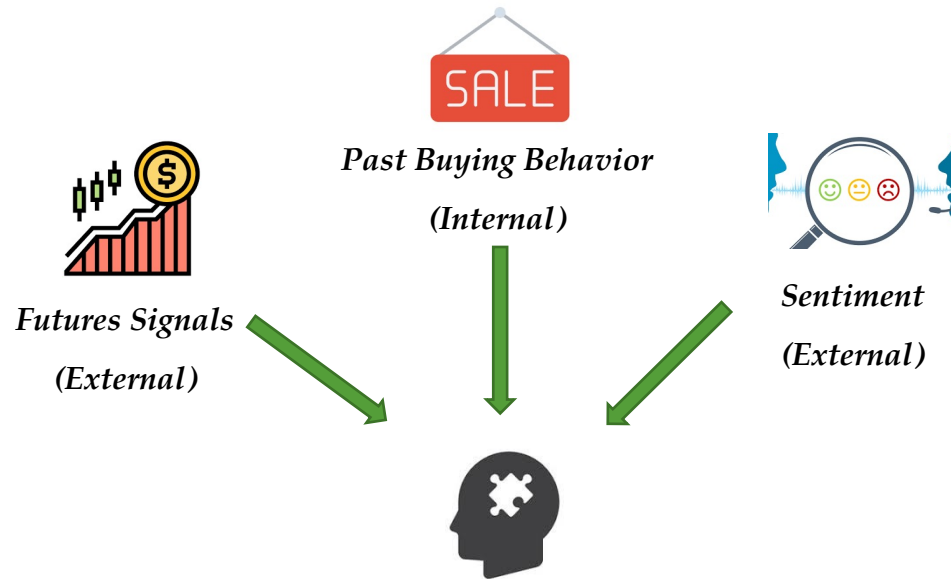 SALE
Past Buying Behavior
(Internal)
$
Futures Signals
(External)
Sentiment
(External)